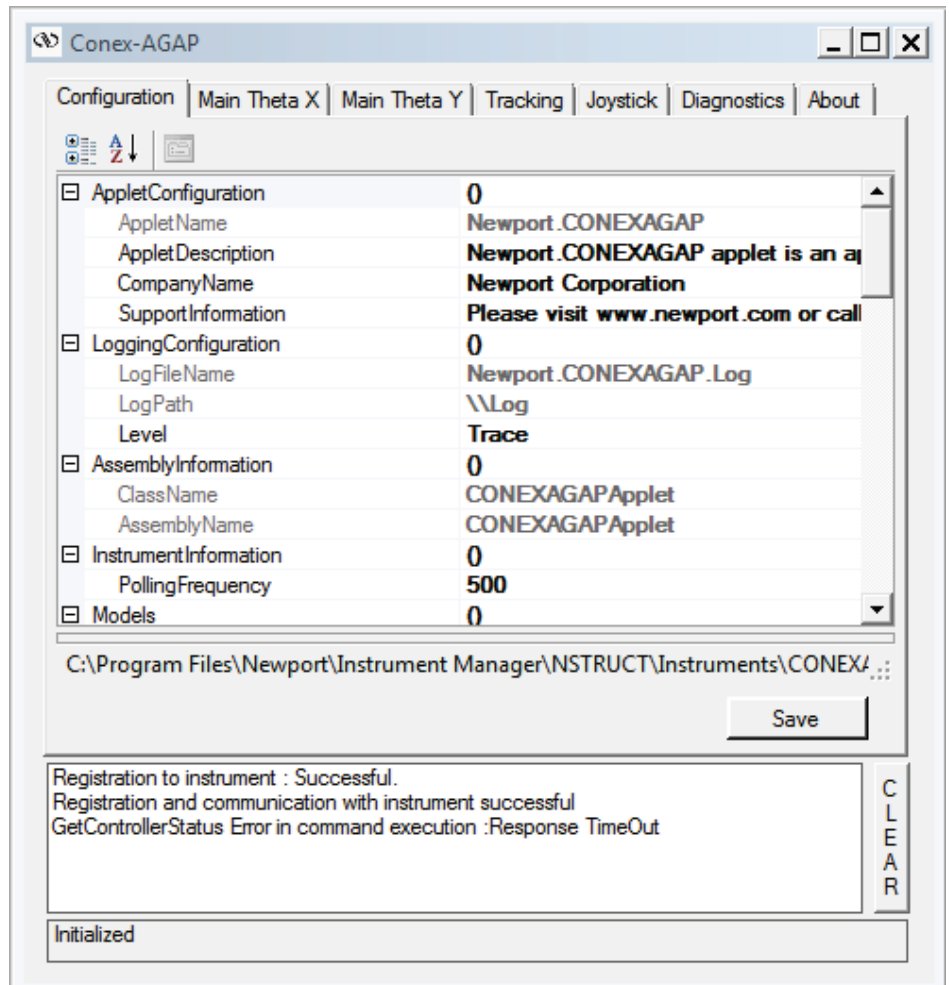 Conex-AGAP
Configuration Main Theta X Main Theta Y Tracking Joystick Diagnostics About
AppletConfiguration ()
AppletName Newport.CONEXAGAP
AppletDescription Newport.CONEXAGAP applet is an ap
CompanyName Newport Corporation
SupportInformation Please visit www.newport.com or call
LoggingConfiguration ()
LogFileName Newport.CONEXAGAP.Log
LogPath \\Log
Level Trace
AssemblyInformation ()
ClassName CONEXAGAPApplet
AssemblyName CONEXAGAPApplet
InstrumentInformation ()
PollingFrequency 500
Models ()
C:\Program Files\Newport\Instrument Manager\NSTRUCT\Instruments\CONEXA
Save
Registration to instrument : Successful.
Registration and communication with instrument successful
GetControllerStatus Error in command execution :Response TimeOut
CLEAR
Initialized